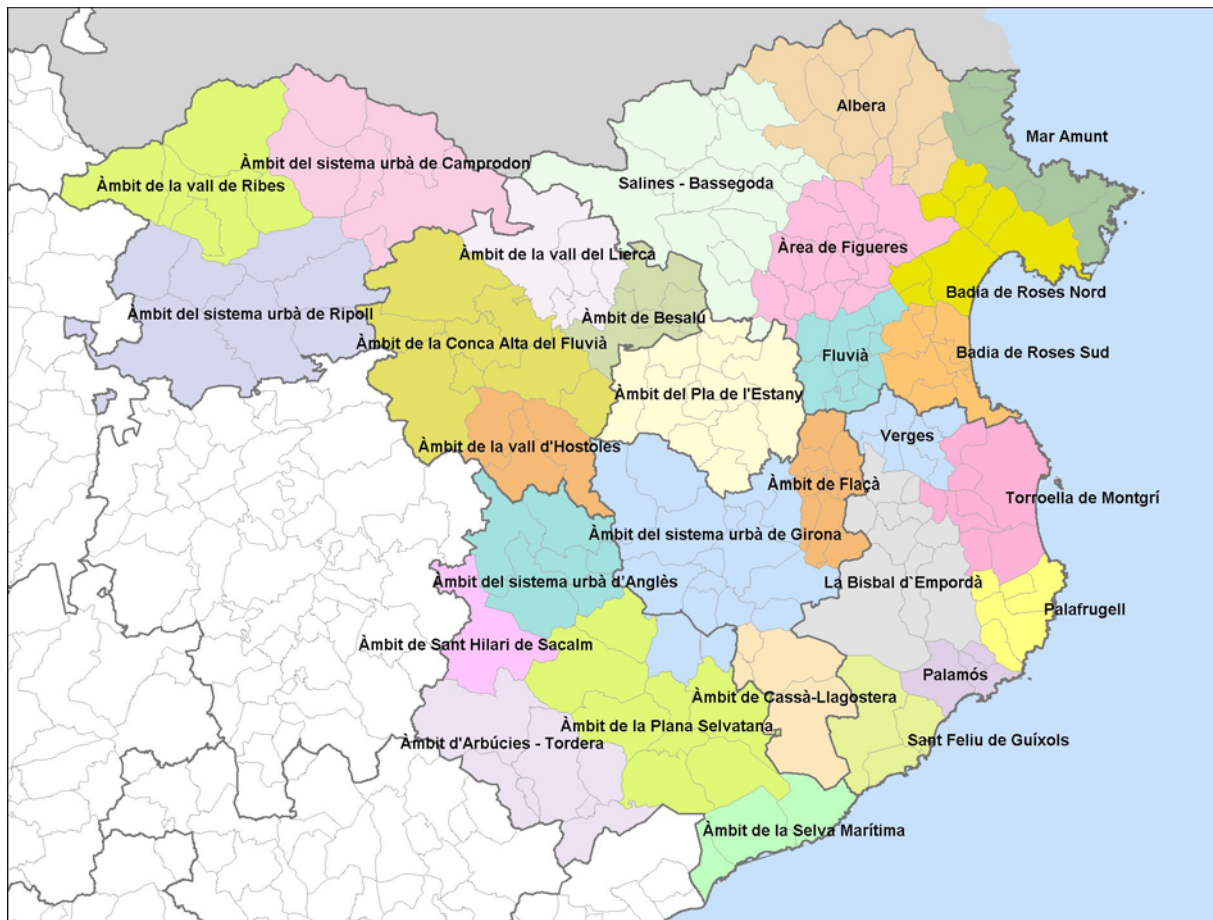 Albera
Mar Amunt
Àmbit del sistema urbà de Camprodon
Àmbit de la vall de Ribes
Salines - Bassegoda
Àrea de Figueres
Àmbit de la vall del Lierca
Badia de Roses Nord
Àmbit del sistema urbà de Ripoll
Àmbit de Besalú
Àmbit de la Conca Alta del Fluvià
Fluvià
Badia de Roses Sud
Àmbit del Pla de l'Estany
Verges
Àmbit de la vall d'Hostoles
Àmbit de Flaçà
Torroella de Montgrí
Àmbit del sistema urbà de Girona
Àmbit del sistema urbà d'Anglès
La Bisbal d`Empordà
Palafrugell
Àmbit de Sant Hilari de Sacalm
Palamós
Àmbit de Cassà-Llagostera
Àmbit de la Plana Selvatana
Àmbit d'Arbúcies - Tordera
Sant Feliu de Guíxols
Àmbit de la Selva Marítima